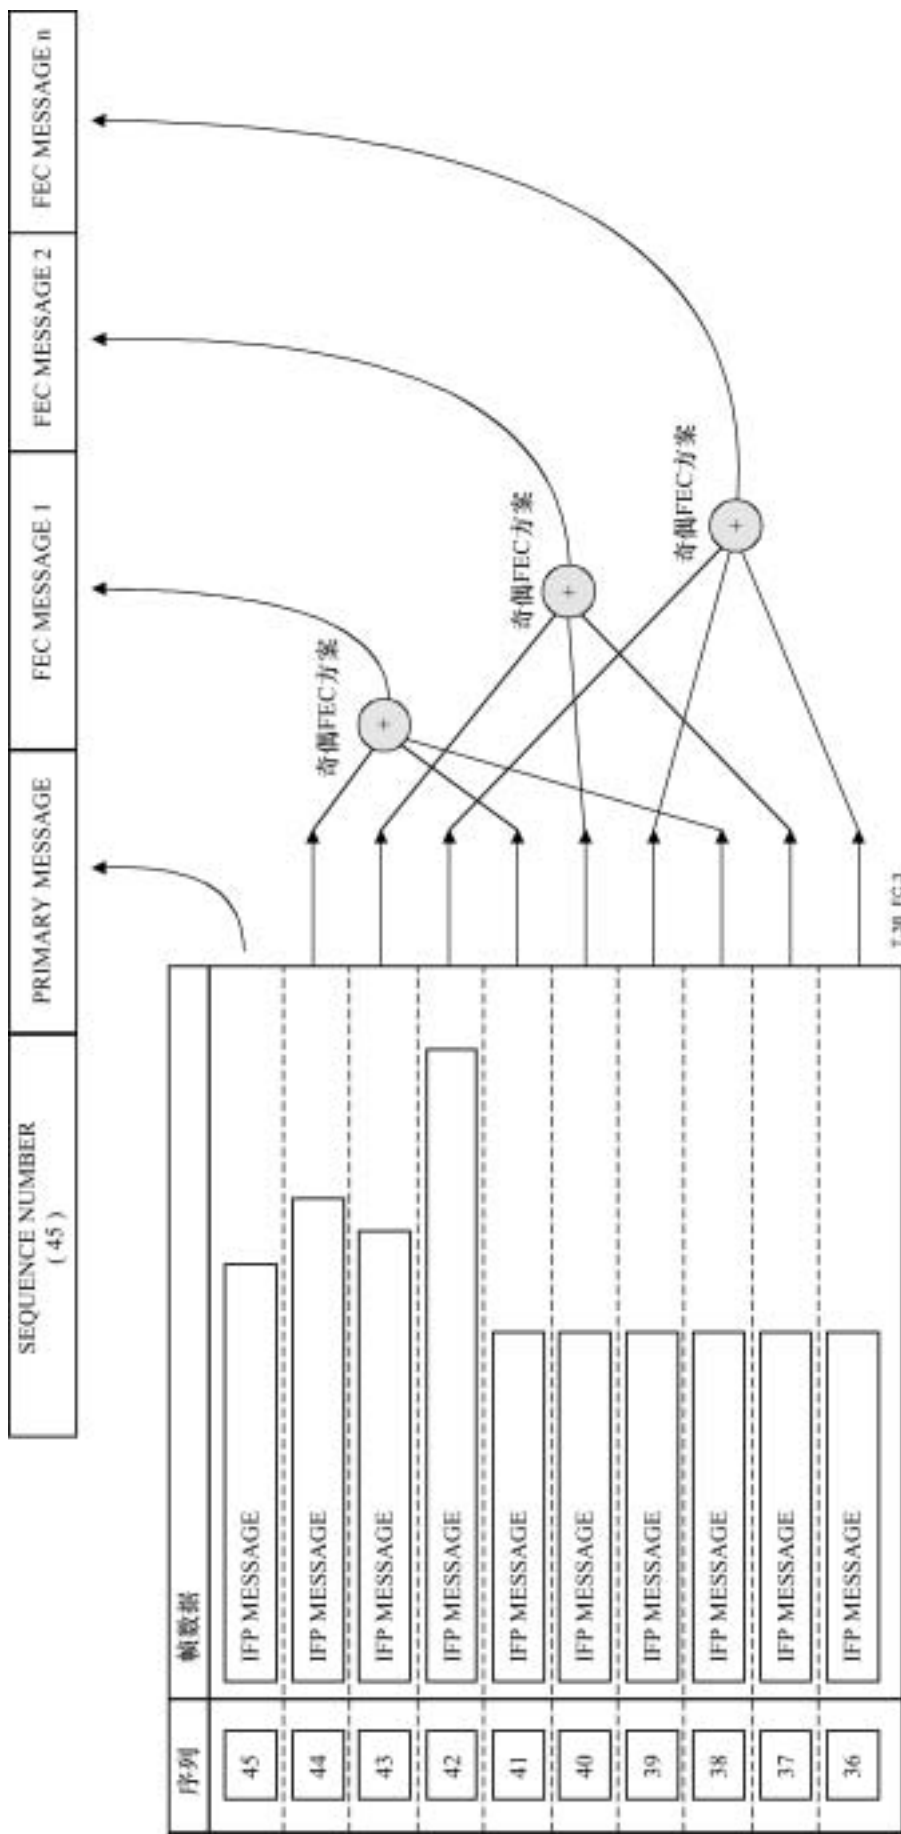 SEQUENCE NUMBER
( 45 )
PRIMARY MESSAGE
FEC MESSAGE 1
FEC MESSAGE 2
FEC MESSAGE n
序列
帧数据
45
IFP MESSAGE
44
IFP MESSAGE
43
IFP MESSAGE
42
IFP MESSAGE
41
IFP MESSAGE
40
IFP MESSAGE
39
IFP MESSAGE
38
IFP MESSAGE
37
IFP MESSAGE
36
IFP MESSAGE
奇偶FEC方案
+
奇偶FEC方案
+
奇偶FEC方案
+